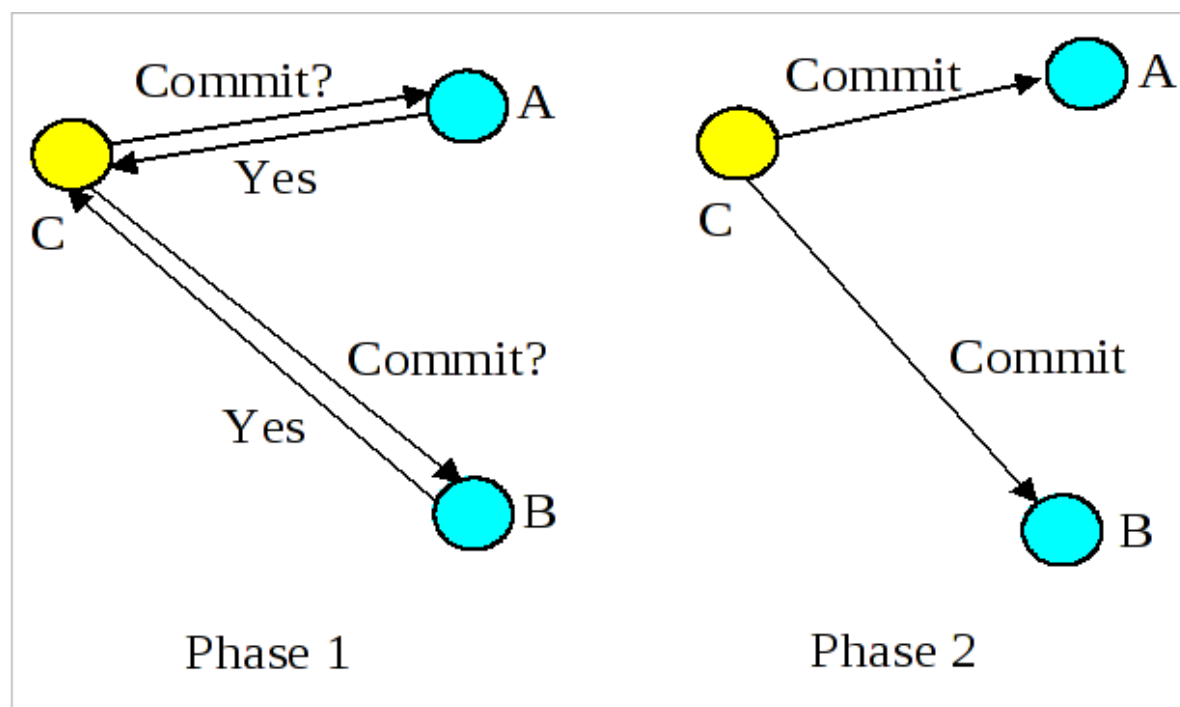 Commit?
A
Yes
C
Commit?
Yes
B
Phase 1
Commit
A
C
Commit
B
Phase 2